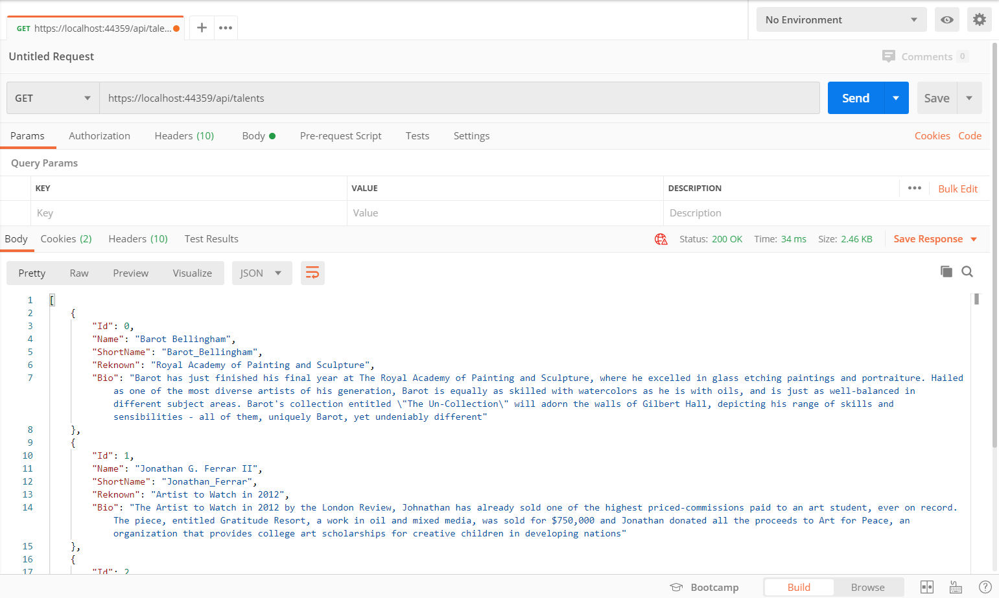 GET https://localhost:44359/api/tale...
No Environment
Untitled Request
Comments 0
GET https://localhost:44359/api/talents Send Save
Params Authorization Headers (10) Body Pre-request Script Tests Settings Cookies Code
Query Params
KEY VALUE DESCRIPTION Bulk Edit
Key Value Description
Body Cookies (2) Headers (10) Test Results Status: 200 OK Time: 34 ms Size: 2.46 KB Save Response
Pretty Raw Preview Visualize JSON
1 [
2 {
3 "Id": 0,
4 "Name": "Barot Bellingham",
5 "ShortName": "Barot_Bellingham",
6 "Reknown": "Royal Academy of Painting and Sculpture",
7 "Bio": "Barot has just finished his final year at The Royal Academy of Painting and Sculpture, where he excelled in glass etching paintings and portraiture. Hailed
as one of the most diverse artists of his generation, Barot is equally as skilled with watercolors as he is with oils, and is just as well-balanced in
different subject areas. Barot's collection entitled \"The Un-Collection\" will adorn the walls of Gilbert Hall, depicting his range of skills and
sensibilities - all of them, uniquely Barot, yet undeniably different"
8 },
9 {
10 "Id": 1,
11 "Name": "Jonathan G. Ferrar II",
12 "ShortName": "Jonathan_Ferrar",
13 "Reknown": "Artist to Watch in 2012",
14 "Bio": "The Artist to Watch in 2012 by the London Review, Johnathan has already sold one of the highest priced-commissions paid to an art student, ever on record.
The piece, entitled Gratitude Resort, a work in oil and mixed media, was sold for $750,000 and Jonathan donated all the proceeds to Art for Peace, an
organization that provides college art scholarships for creative children in developing nations"
15 },
16 {
17 "Id": 2
Bootcamp Build Browse